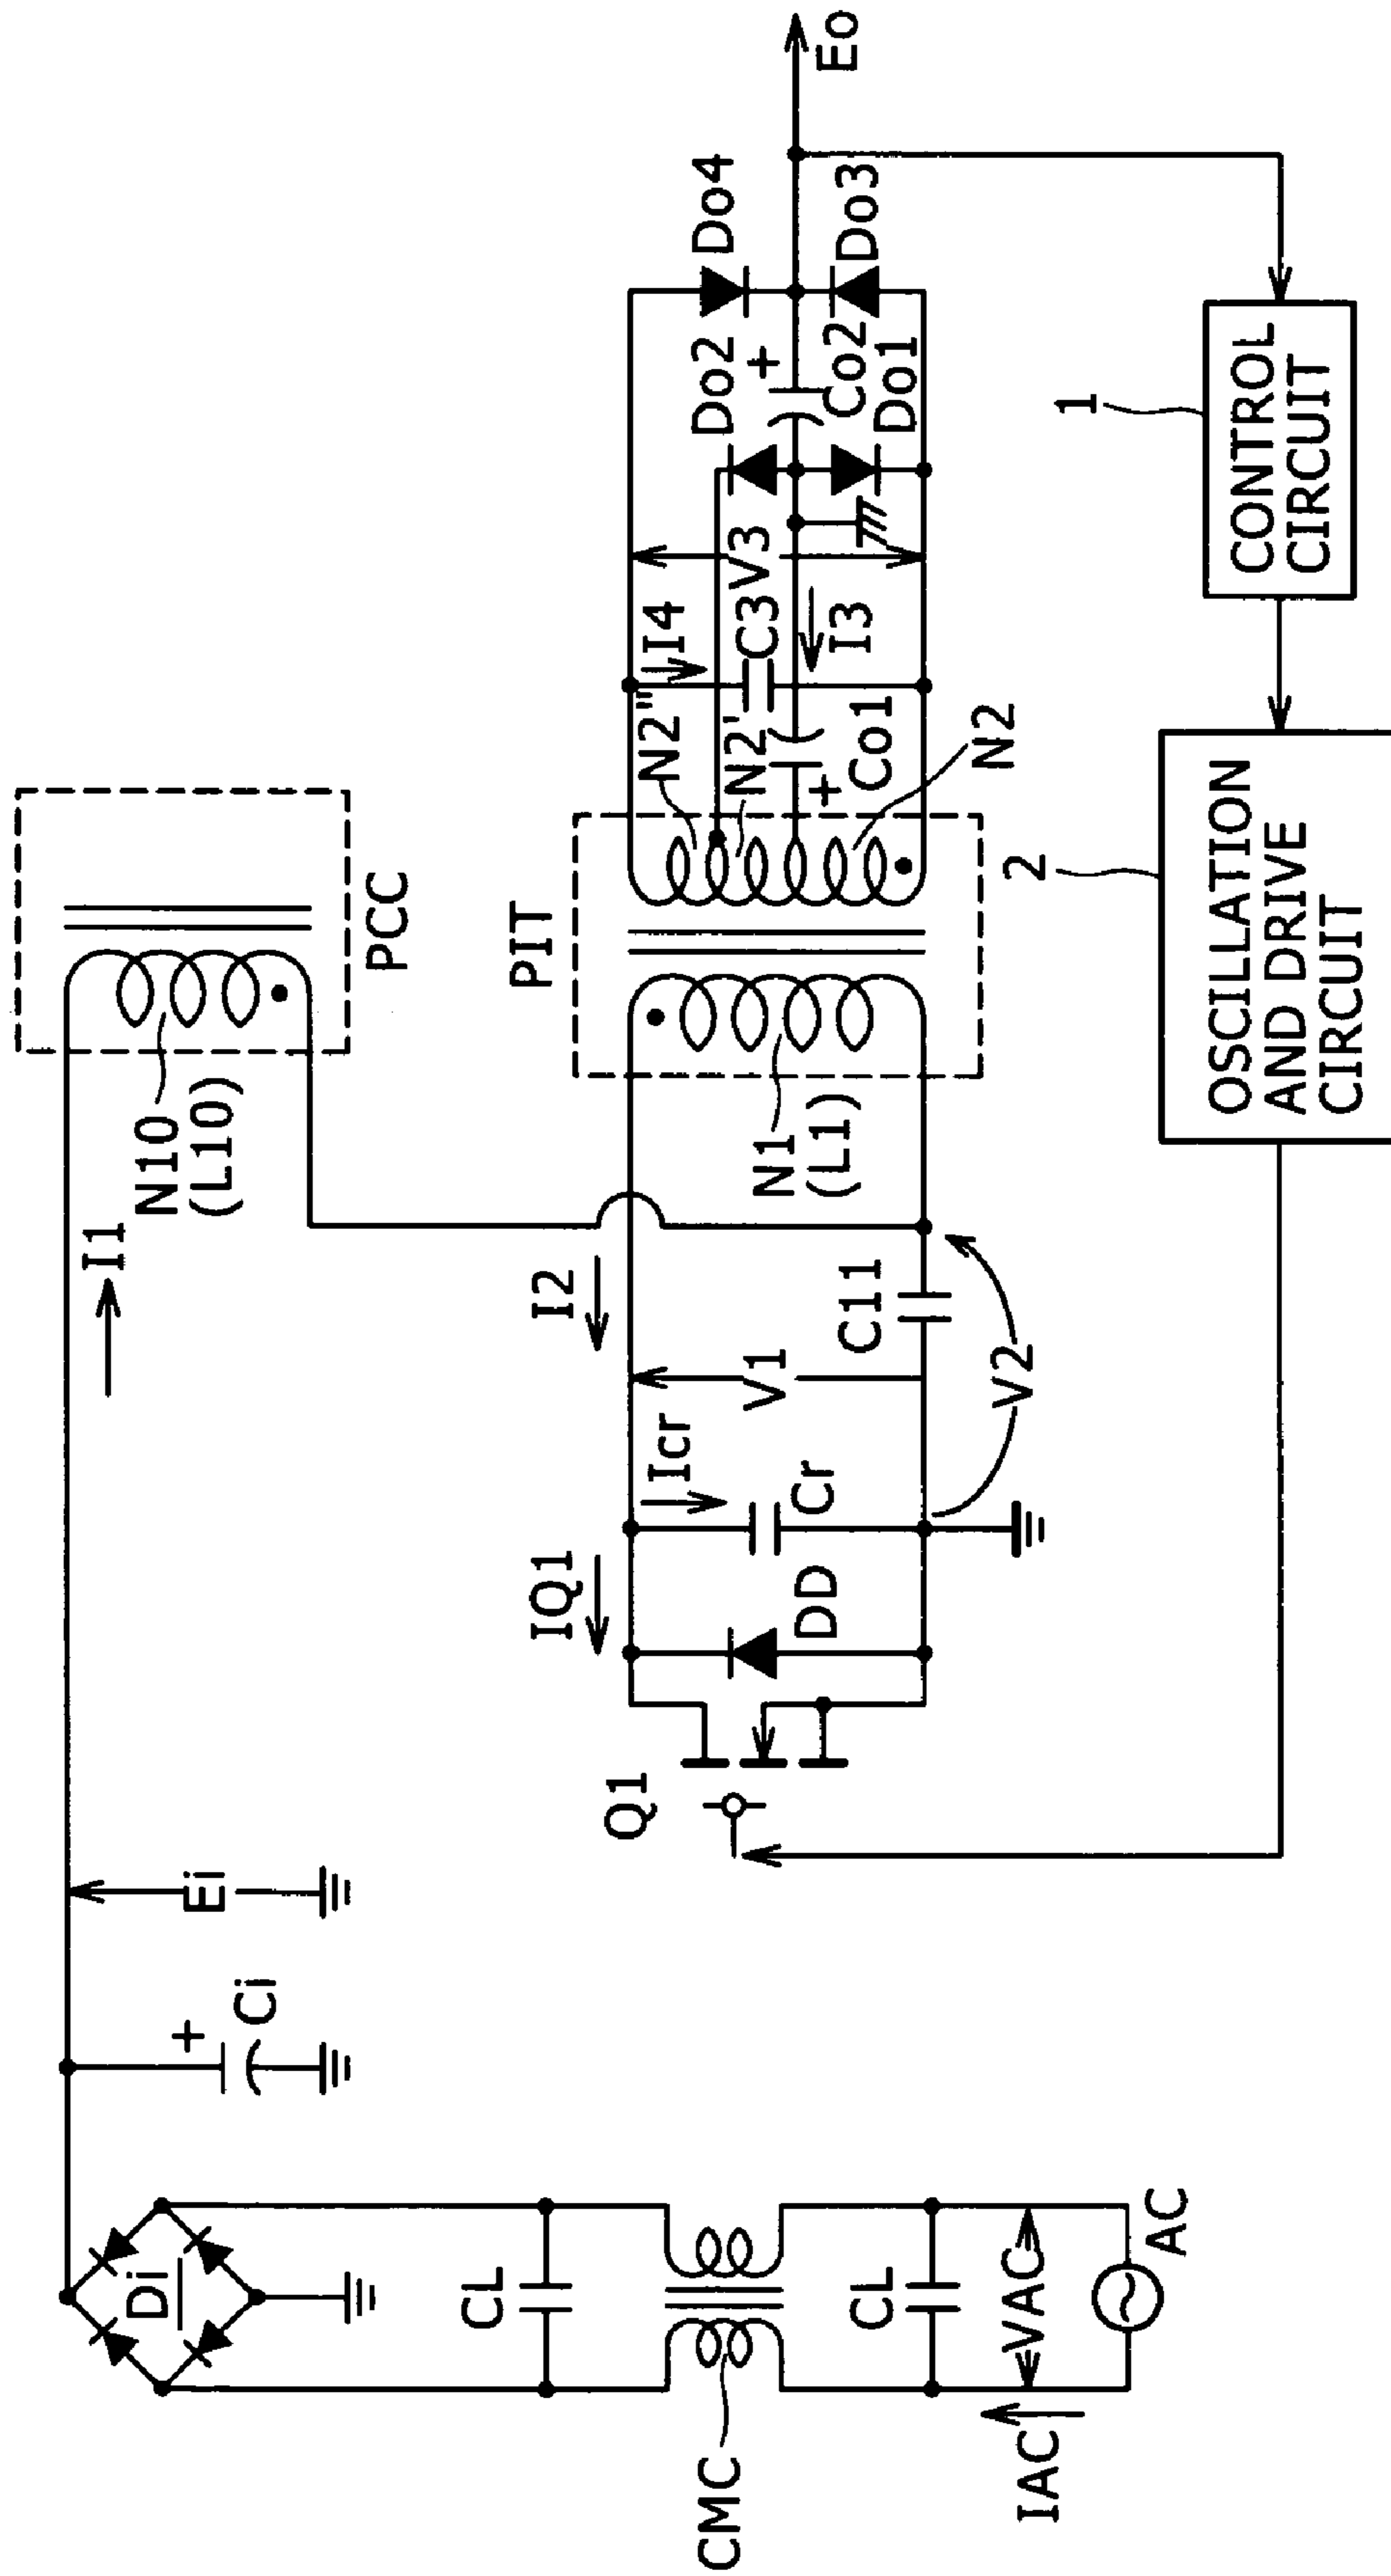 I1
N10
(L10)
PCC
Ei
+
Ci
Di
CL
CMC
CL
VAC
IAC
AC
PIT
I2
IQ1
Icr
V1
Q1
DD
Cr
C11
V2
N1
(L1)
N2"
N2'
N2
I4
C3
V3
I3
+
Co1
Do2
Do4
+
Co2
Do1
Do3
Eo
2
OSCILLATION
AND DRIVE
CIRCUIT
1
CONTROL
CIRCUIT